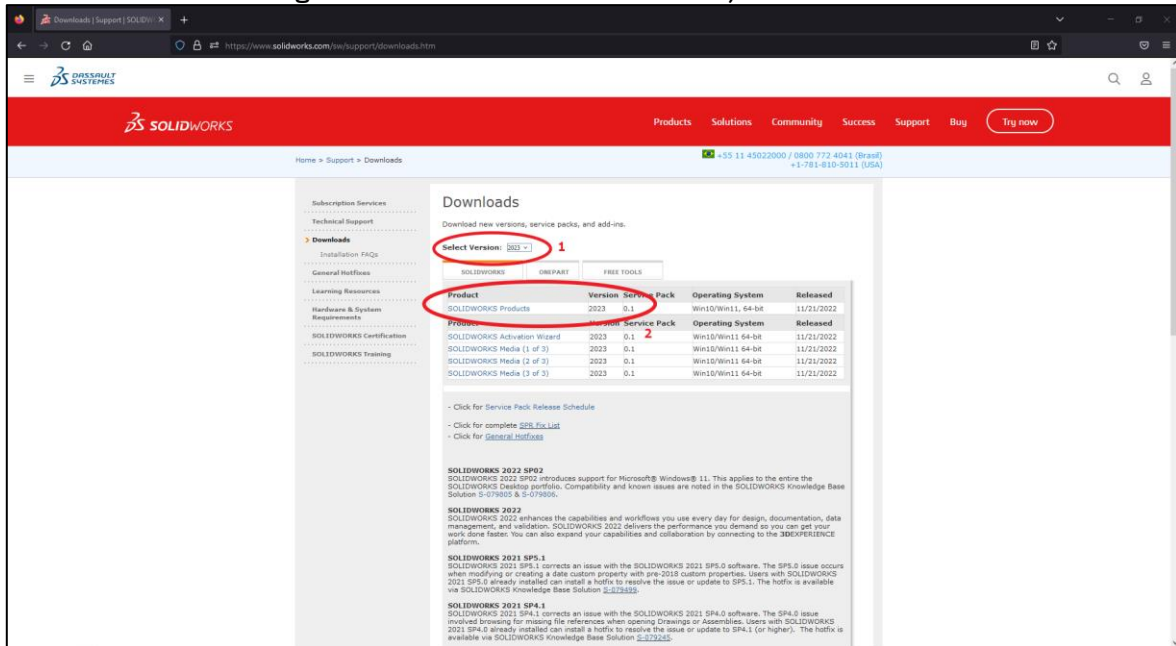 Downloads | Support | SOLIDW
https://www.solidworks.com/sw/support/downloads.htm
DASSAULT
SYSTEMES
SOLIDWORKS
Products Solutions Community Success Support Buy Try now
Home > Support > Downloads
+55 11 45022000 / 0800 772 4041 (Brasil)
+1-781-810-5011 (USA)
Subscription Services
Technical Support
Downloads
Installation FAQs
General Hotfixes
Learning Resources
Hardware & System
Requirements
SOLIDWORKS Certification
SOLIDWORKS Training
Downloads
Download new versions, service packs, and add-ins.
Select Version: 2023 1
SOLIDWORKS ONEPART FREE TOOLS
Product Version Service Pack Operating System Released
SOLIDWORKS Products 2023 0.1 Win10/Win11, 64-bit 11/21/2022
Product Version Service Pack Operating System Released
SOLIDWORKS Activation Wizard 2023 0.1 2 Win10/Win11 64-bit 11/21/2022
SOLIDWORKS Media (1 of 3) 2023 0.1 Win10/Win11 64-bit 11/21/2022
SOLIDWORKS Media (2 of 3) 2023 0.1 Win10/Win11 64-bit 11/21/2022
SOLIDWORKS Media (3 of 3) 2023 0.1 Win10/Win11 64-bit 11/21/2022
- Click for Service Pack Release Schedule
- Click for complete SPR Fix List
- Click for General Hotfixes
SOLIDWORKS 2022 SP02
SOLIDWORKS 2022 SP02 introduces support for Microsoft® Windows® 11. This applies to the entire the
SOLIDWORKS Desktop portfolio. Compatibility and known issues are noted in the SOLIDWORKS Knowledge Base
Solution S-079805 & S-079806.
SOLIDWORKS 2022
SOLIDWORKS 2022 enhances the capabilities and workflows you use every day for design, documentation, data
management, and validation. SOLIDWORKS 2022 delivers the performance you demand so you can get your
work done faster. You can also expand your capabilities and collaboration by connecting to the 3DEXPERIENCE
platform.
SOLIDWORKS 2021 SP5.1
SOLIDWORKS 2021 SP5.1 corrects an issue with the SOLIDWORKS 2021 SP5.0 software. The SP5.0 issue occurs
when modifying or creating a date custom property with pre-2018 custom properties. Users with SOLIDWORKS
2021 SP5.0 already installed can install a hotfix to resolve the issue or update to SP5.1. The hotfix is available
via SOLIDWORKS Knowledge Base Solution S-079499.
SOLIDWORKS 2021 SP4.1
SOLIDWORKS 2021 SP4.1 corrects an issue with the SOLIDWORKS 2021 SP4.0 software. The SP4.0 issue
involved browsing for missing file references when opening Drawings or Assemblies. Users with SOLIDWORKS
2021 SP4.0 already installed can install a hotfix to resolve the issue or update to SP4.1 (or higher). The hotfix is
available via SOLIDWORKS Knowledge Base Solution S-079245.